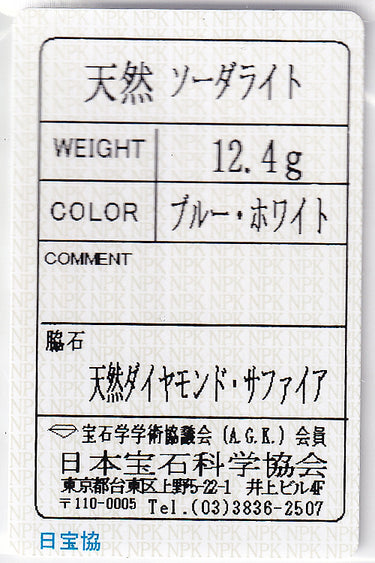 天然 ソーダライト
WEIGHT 12.4g
COLOR ブルー・ホワイト
COMMENT
脇石
天然ダイヤモンド・サファイア
宝石学学術協議会（A.G.K.）会員
日本宝石科学協会
東京都台東区上野5-22-1 井上ビル4F
〒110-0005 Tel.(03)3836-2507
日宝協